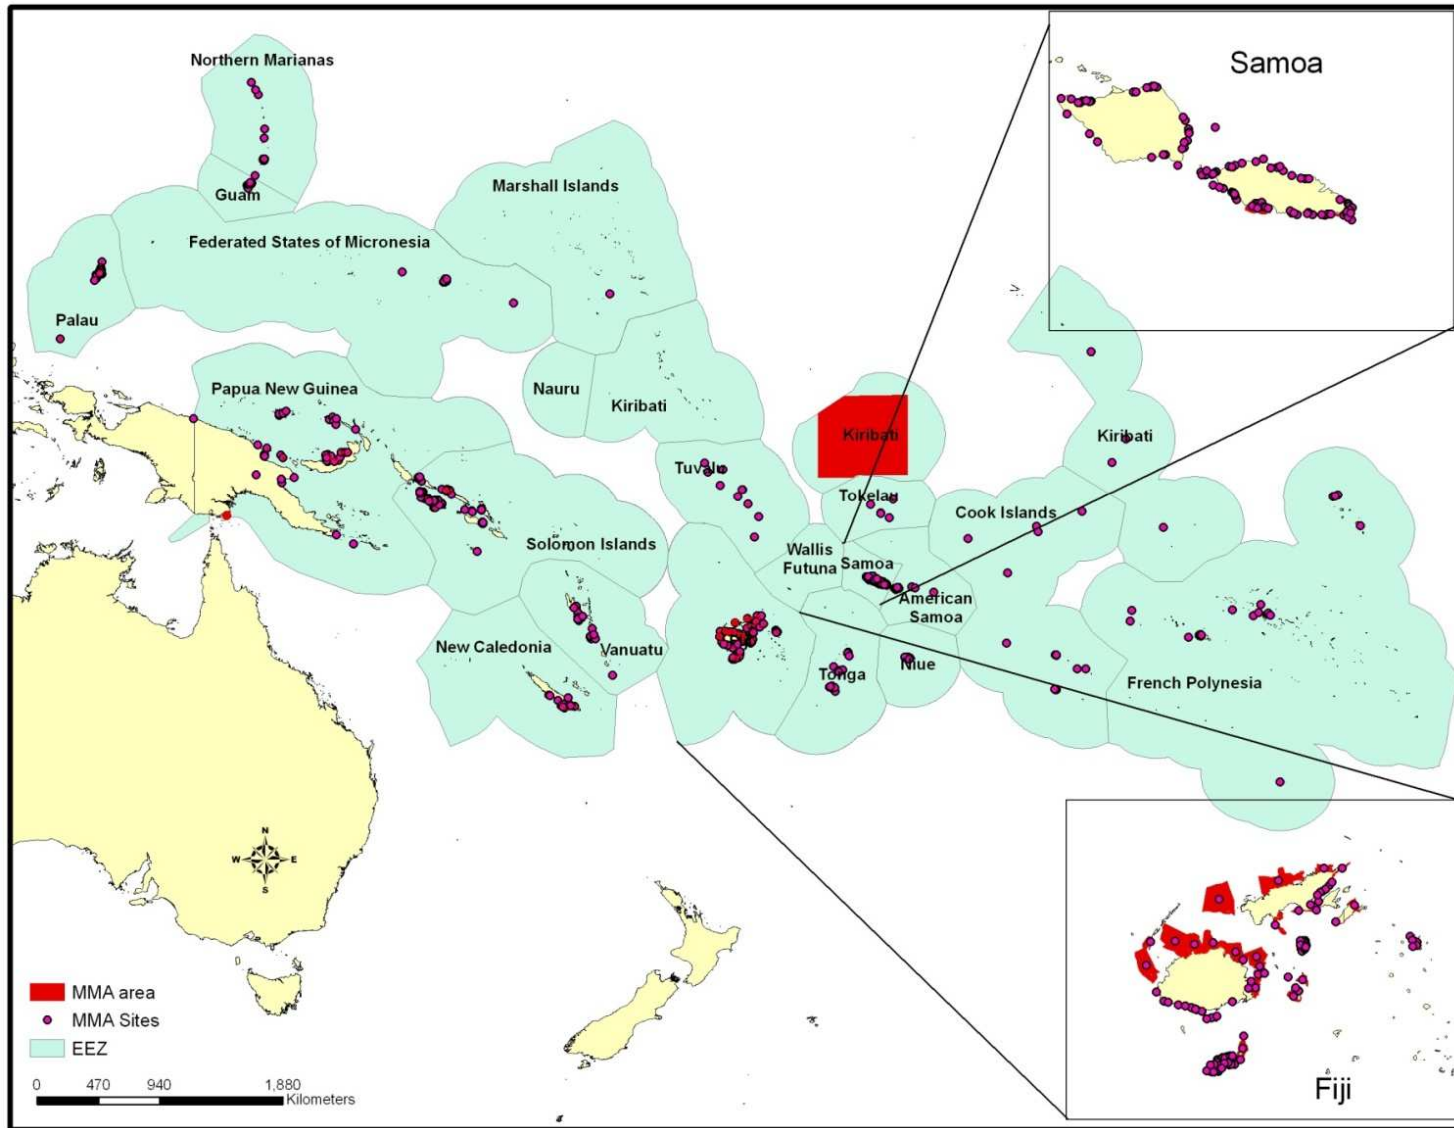 Northern Marianas
Samoa
Marshall Islands
Guam
Federated States of Micronesia
Palau
Papua New Guinea
Nauru
Kiribati
Kiribati
Kiribati
Tuvalu
Tokelau
Cook Islands
Solomon Islands
Wallis
Futuna
Samoa
American
Samoa
New Caledonia
Vanuatu
Tonga
Niue
French Polynesia
N
W E
S
MMA area
MMA Sites
EEZ
0 470 940 1,880
Kilometers
Fiji